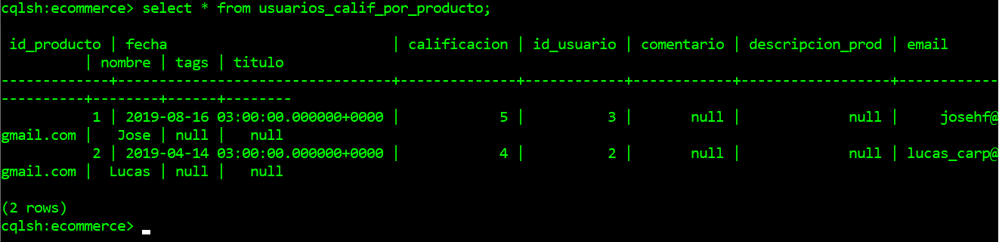 cqlsh:ecommerce> select * from usuarios_calif_por_producto;
 id_producto | fecha                           | calificacion | id_usuario | comentario | descripcion_prod | email
          | nombre | tags | titulo
-------------+---------------------------------+--------------+------------+------------+------------------+------------
----------+--------+------+--------
           1 | 2019-08-16 03:00:00.000000+0000 |            5 |          3 |       null |             null |     josehf@
gmail.com |   Jose | null |   null
           2 | 2019-04-14 03:00:00.000000+0000 |            4 |          2 |       null |             null | lucas_carp@
gmail.com |  Lucas | null |   null
(2 rows)
cqlsh:ecommerce>